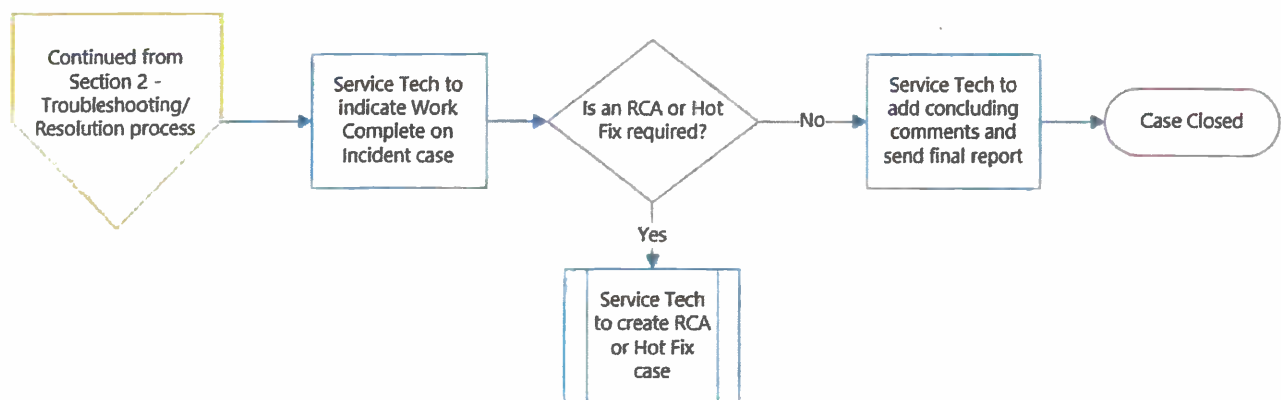 Continued from
Section 2 -
Troubleshooting/
Resolution process
Service Tech to
indicate Work
Complete on
Incident case
Is an RCA or Hot
Fix required?
No
Service Tech to
add concluding
comments and
send final report
Case Closed
Yes
Service Tech
to create RCA
or Hot Fix
case